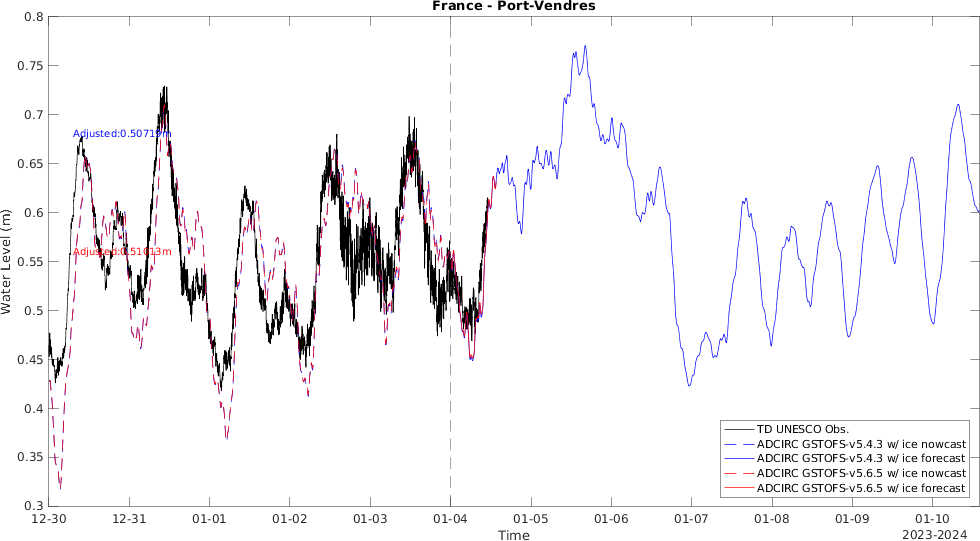 France - Port-Vendres
0.8
0.75
0.7
0.65
0.6
0.55
0.5
0.45
0.4
0.35
0.3
Water Level (m)
Adjusted:0.50719m
Adjusted:0.51013m
TD UNESCO Obs.
ADCIRC GSTOFS-v5.4.3 w/ ice nowcast
ADCIRC GSTOFS-v5.4.3 w/ ice forecast
ADCIRC GSTOFS-v5.6.5 w/ ice nowcast
ADCIRC GSTOFS-v5.6.5 w/ ice forecast
12-30 12-31 01-01 01-02 01-03 01-04 01-05 01-06 01-07 01-08 01-09 01-10
Time
2023-2024